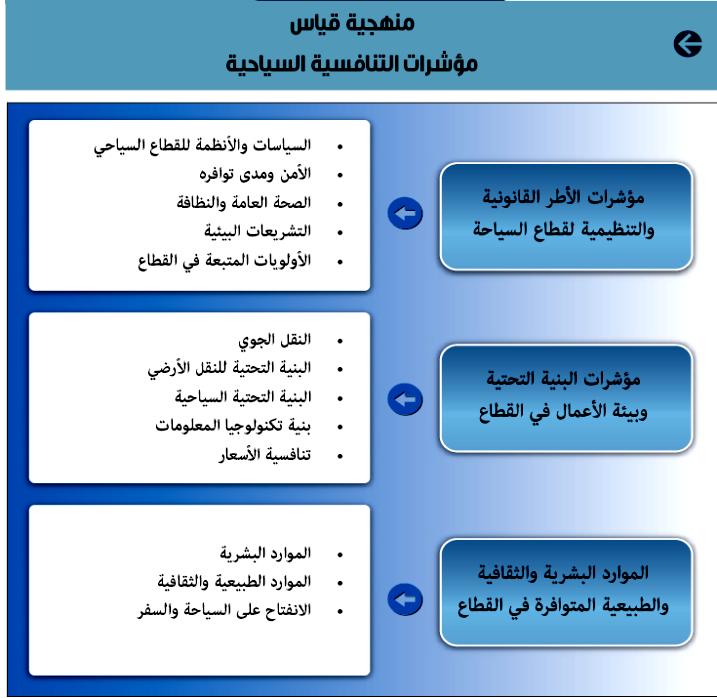 منهجية قياس
مؤشرات التنافسية السياحية
مؤشرات الأطر القانونية
والتنظيمية لقطاع السياحة
• السياسات والأنظمة للقطاع السياحي
• الأمن ومدى توافره
• الصحة العامة والنظافة
• التشريعات البيئية
• الأولويات المتبعة في القطاع
مؤشرات البنية التحتية
وبيئة الأعمال في القطاع
• النقل الجوي
• البنية التحتية للنقل الأرضي
• البنية التحتية السياحية
• بنية تكنولوجيا المعلومات
• تنافسية الأسعار
الموارد البشرية والثقافية
والطبيعية المتوافرة في القطاع
• الموارد البشرية
• الموارد الطبيعية والثقافية
• الانفتاح على السياحة والسفر